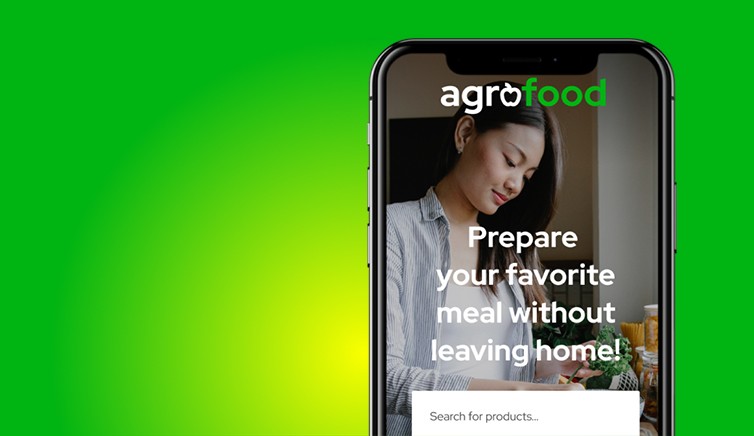 agrofood
Prepare
your favorite
meal without
leaving home!
Search for products...